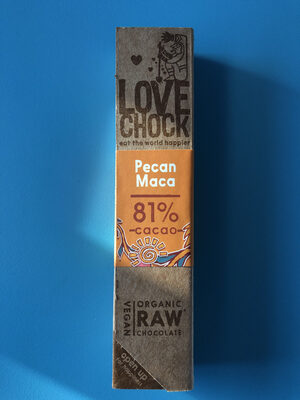 LOVE
CHOCK
eat the world happier
Pecan
Maca
81%
-cacao-
VEGAN
ORGANIC
RAW
CHOCOLATE
open up